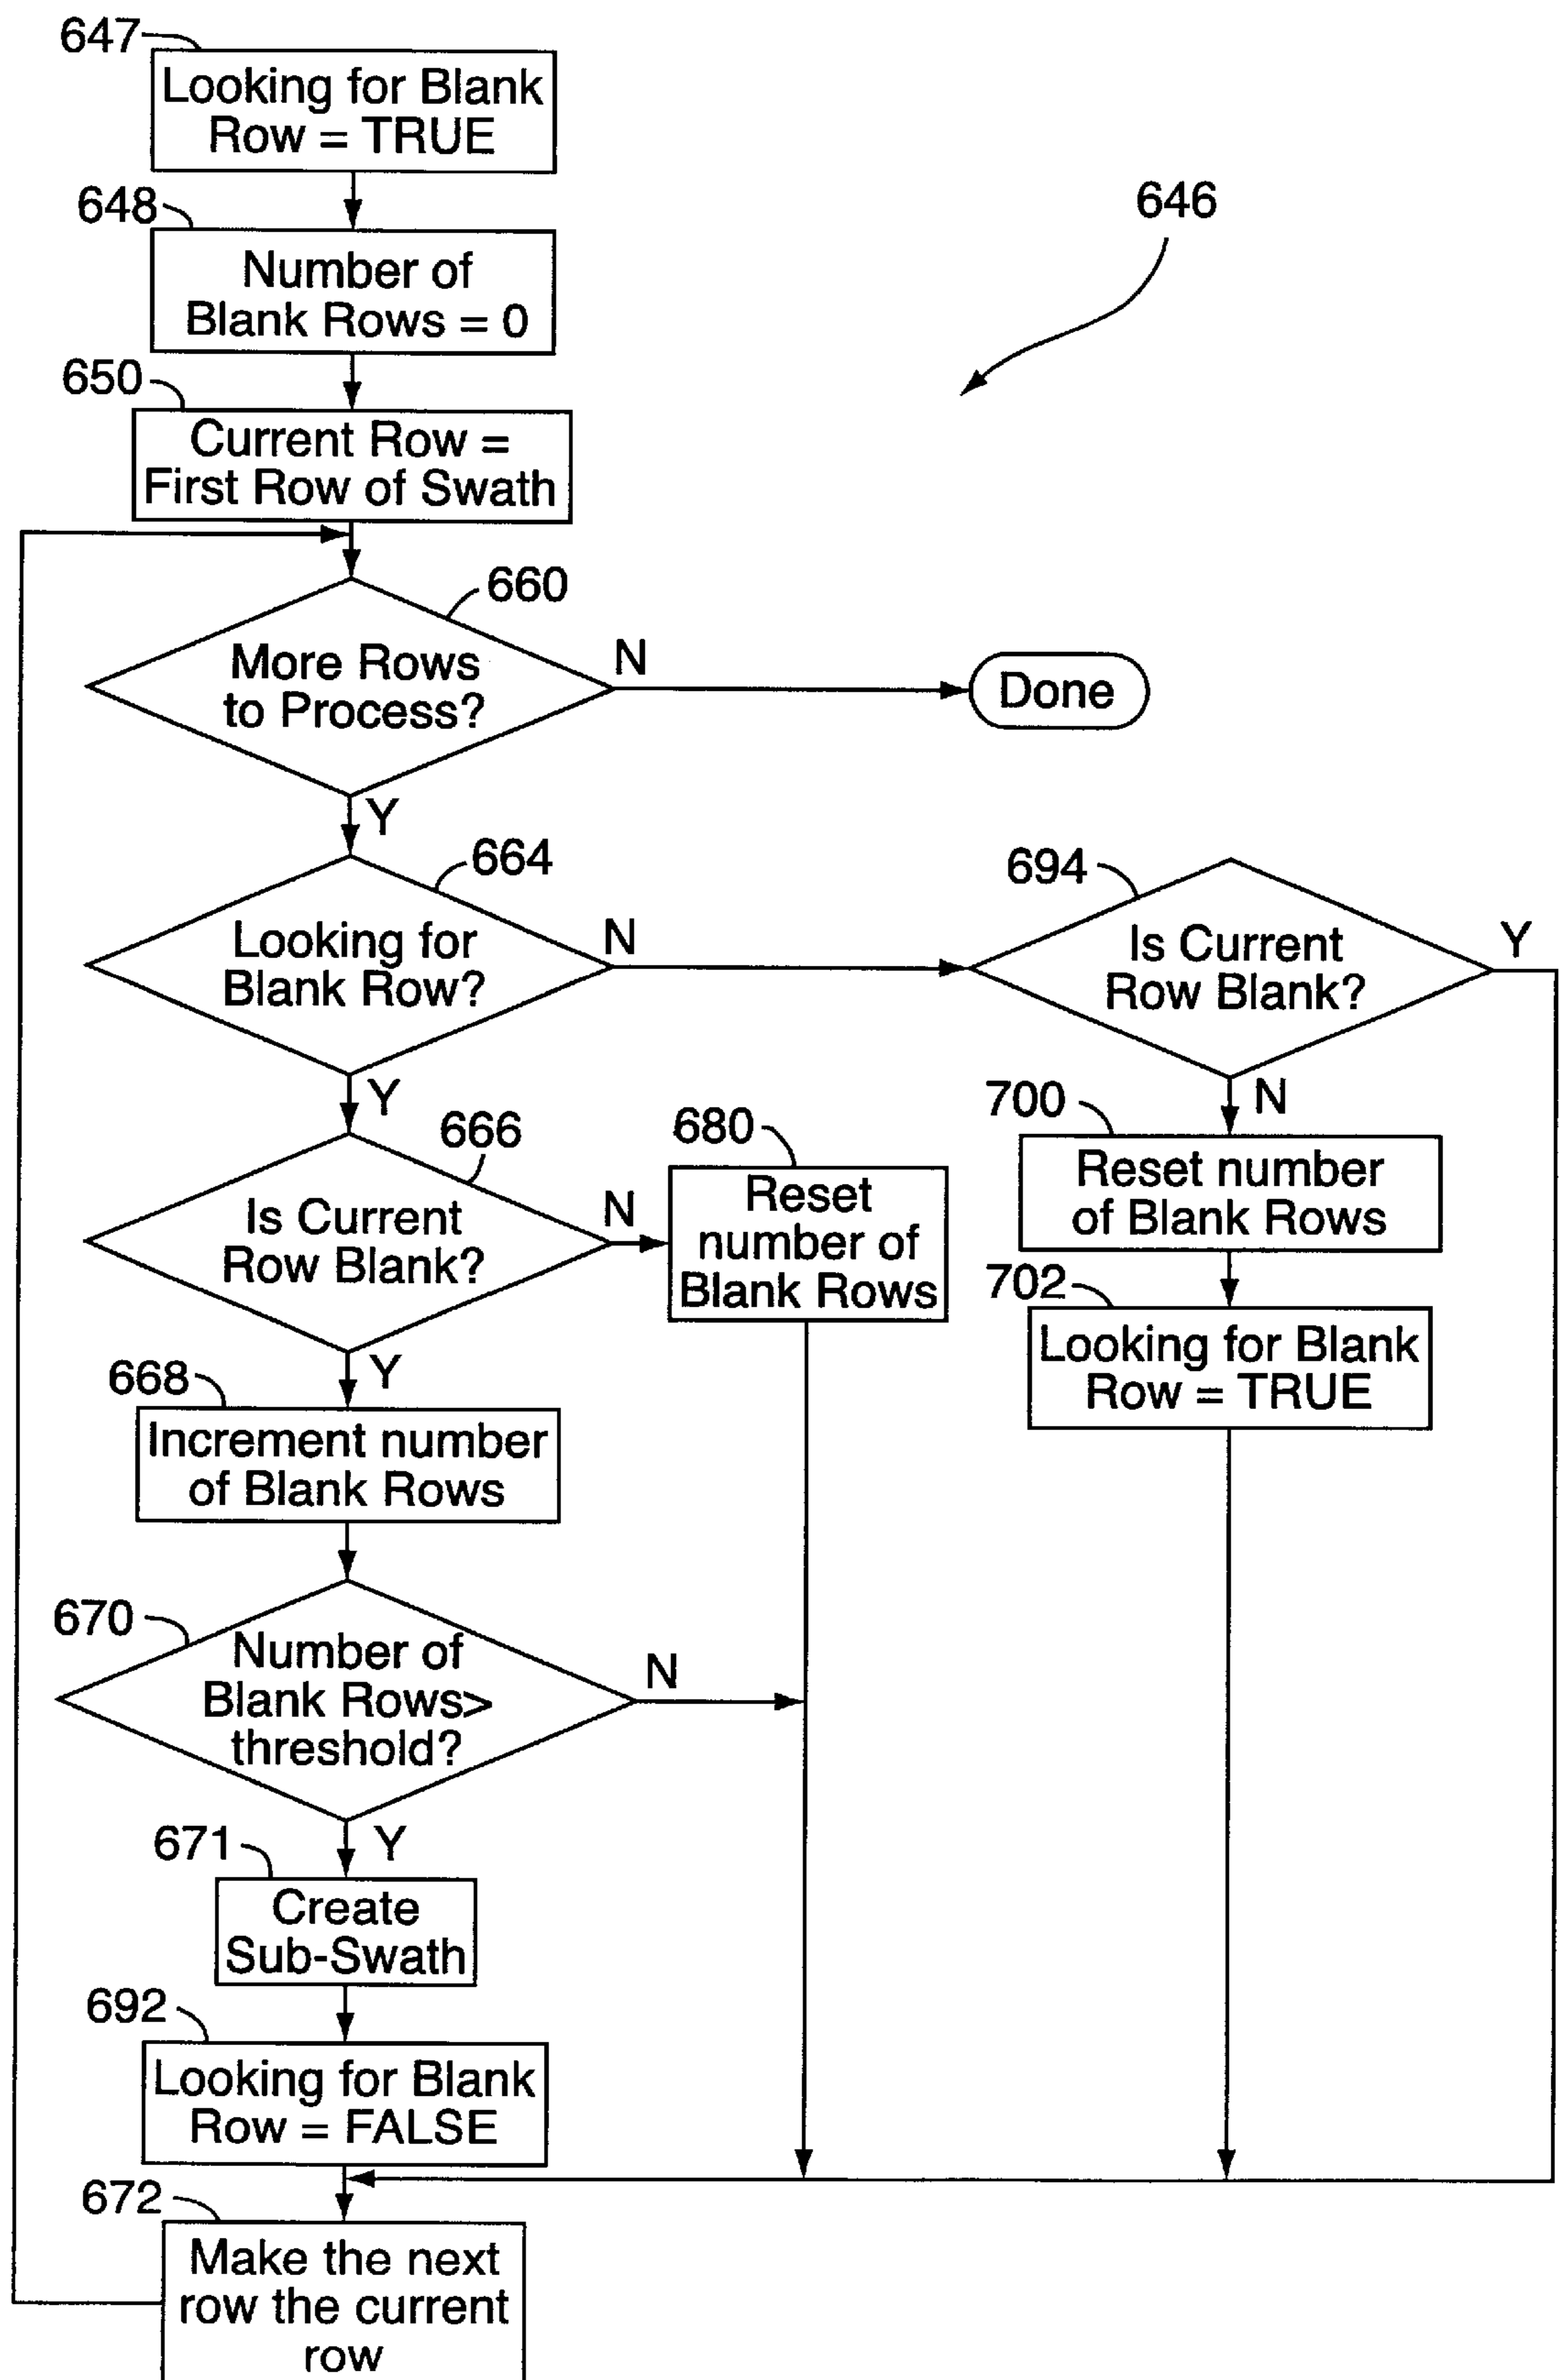 647
Looking for Blank
Row = TRUE
648
Number of
Blank Rows = 0
646
650
Current Row =
First Row of Swath
660
More Rows
to Process?
N
Done
Y
664
Looking for
Blank Row?
N
694
Is Current
Row Blank?
Y
Y
N
666
Is Current
Row Blank?
N
680
Reset
number of
Blank Rows
700
Reset number
of Blank Rows
702
Looking for Blank
Row = TRUE
Y
668
Increment number
of Blank Rows
670
Number of
Blank Rows>
threshold?
N
Y
671
Create
Sub-Swath
692
Looking for Blank
Row = FALSE
672
Make the next
row the current
row